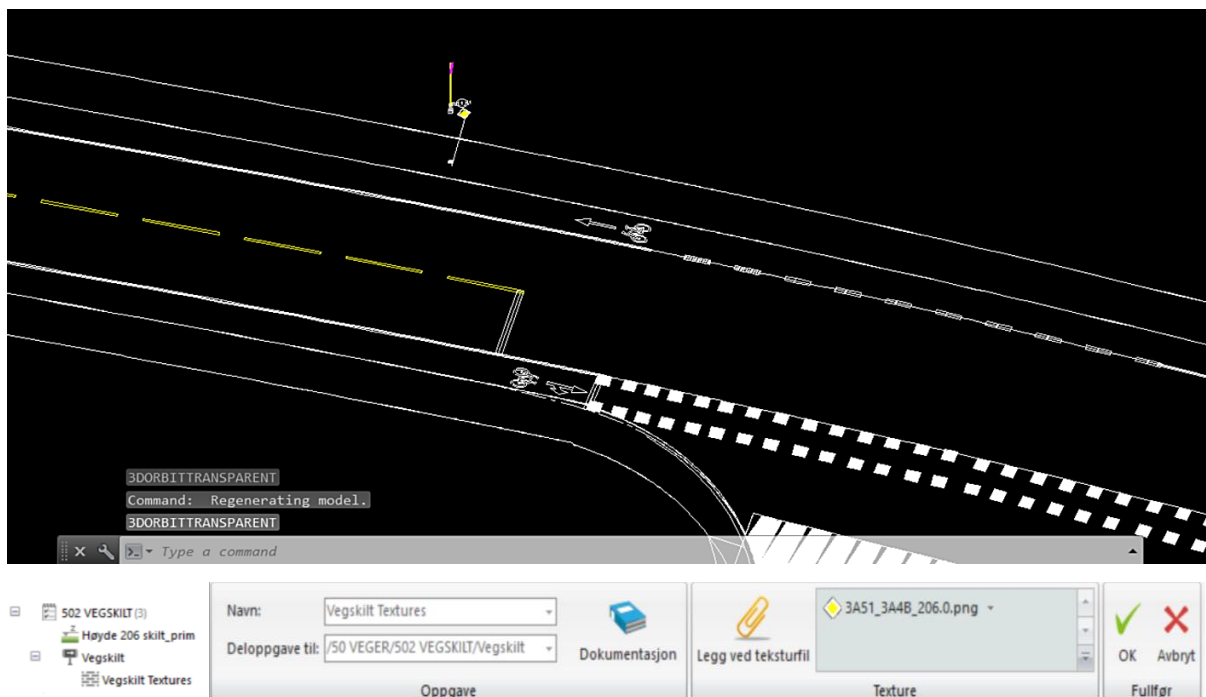 3DORBITTRANSPARENT
Command: Regenerating model.
3DORBITTRANSPARENT
Type a command
502 VEGSKILT (3)
Høyde 206 skilt_prim
Vegskilt
Vegskilt Textures
Navn:
Vegskilt Textures
Deloppgave til:
/50 VEGER/502 VEGSKILT/Vegskilt
Dokumentasjon
Oppgave
Legg ved teksturfil
3A51_3A4B_206.0.png
Texture
OK
Avbryt
Fullfør